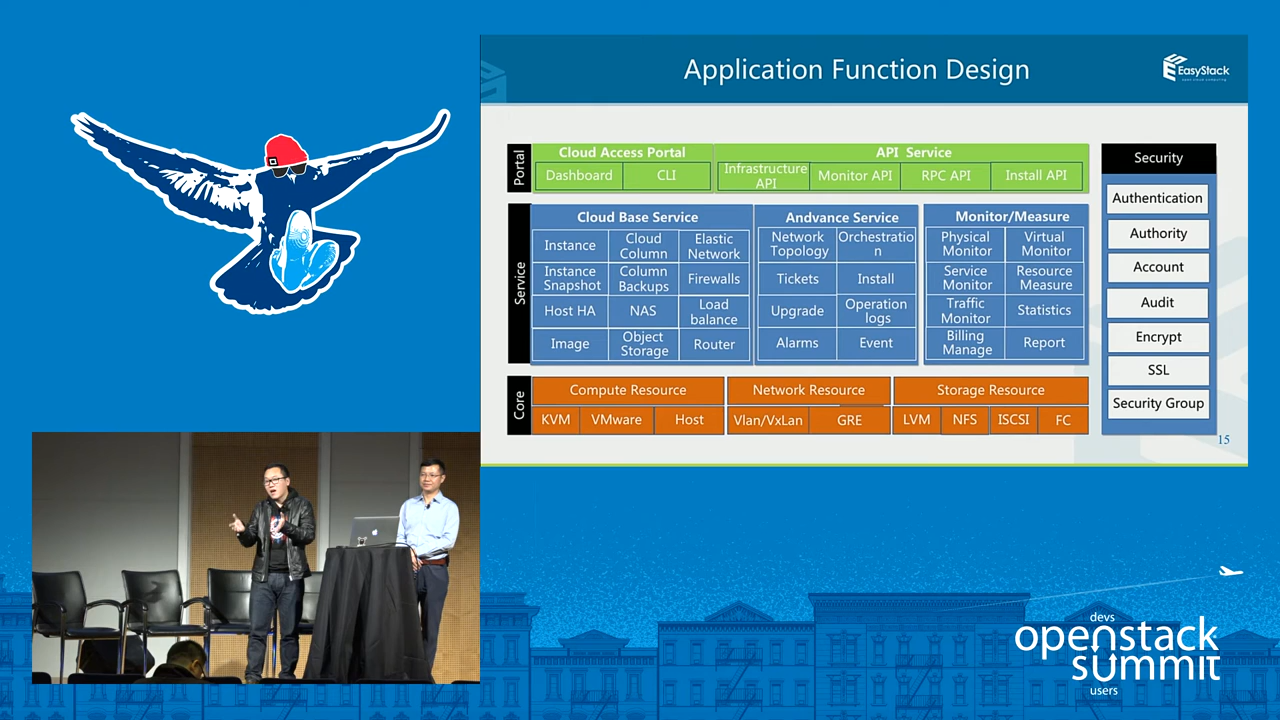 Application Function Design
EasyStack
Portal
Cloud Access Portal
API Service
Dashboard
CLI
Infrastructure
API
Monitor API
RPC API
Install API
Service
Cloud Base Service
Instance
Cloud
Column
Elastic
Network
Instance
Snapshot
Column
Backups
Firewalls
Host HA
NAS
Load
balance
Image
Object
Storage
Router
Andvance Service
Network
Topology
Orchestratio
n
Tickets
Install
Upgrade
Operation
logs
Alarms
Event
Monitor/Measure
Physical
Monitor
Virtual
Monitor
Service
Monitor
Resource
Measure
Traffic
Monitor
Statistics
Billing
Manage
Report
Core
Compute Resource
Network Resource
Storage Resource
KVM
VMware
Host
Vlan/VxLan
GRE
LVM
NFS
ISCSI
FC
Security
Authentication
Authority
Account
Audit
Encrypt
SSL
Security Group
15
devs
openstack
summit
users